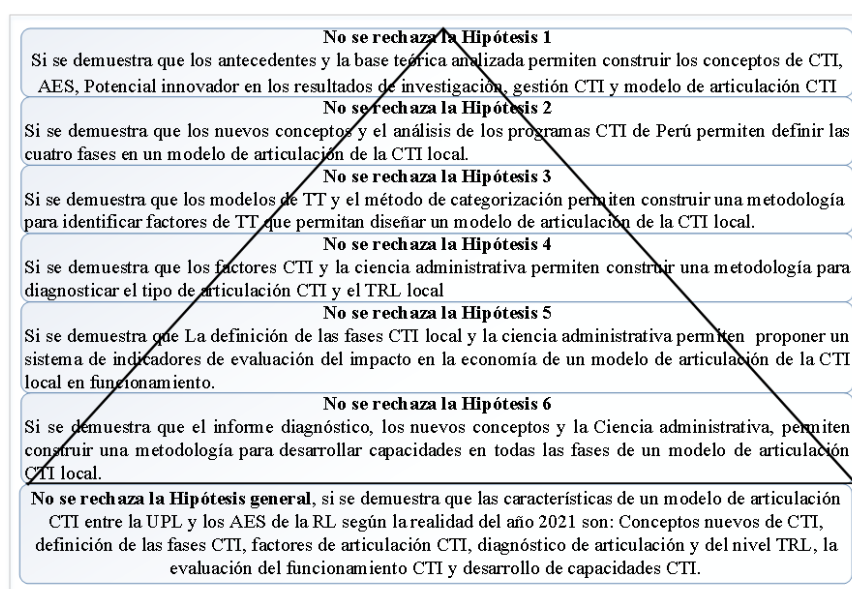 No se rechaza la Hipótesis 1
Si se demuestra que los antecedentes y la base teórica analizada permiten construir los conceptos de CTI,
AES, Potencial innovador en los resultados de investigación, gestión CTI y modelo de articulación CTI
No se rechaza la Hipótesis 2
Si se demuestra que los nuevos conceptos y el análisis de los programas CTI de Perú permiten definir las
cuatro fases en un modelo de articulación de la CTI local.
No se rechaza la Hipótesis 3
Si se demuestra que los modelos de TT y el método de categorización permiten construir una metodología
para identificar factores de TT que permitan diseñar un modelo de articulación de la CTI local.
No se rechaza la Hipótesis 4
Si se demuestra que los factores CTI y la ciencia administrativa permiten construir una metodología para
diagnosticar el tipo de articulación CTI y el TRL local
No se rechaza la Hipótesis 5
Si se demuestra que La definición de las fases CTI local y la ciencia administrativa permiten proponer un
sistema de indicadores de evaluación del impacto en la economía de un modelo de articulación de la CTI
local en funcionamiento.
No se rechaza la Hipótesis 6
Si se demuestra que el informe diagnóstico, los nuevos conceptos y la Ciencia administrativa, permiten
construir una metodología para desarrollar capacidades en todas las fases de un modelo de articulación
CTI local.
No se rechaza la Hipótesis general, si se demuestra que las características de un modelo de articulación
CTI entre la UPL y los AES de la RL según la realidad del año 2021 son: Conceptos nuevos de CTI,
definición de las fases CTI, factores de articulación CTI, diagnóstico de articulación y del nivel TRL, la
evaluación del funcionamiento CTI y desarrollo de capacidades CTI.